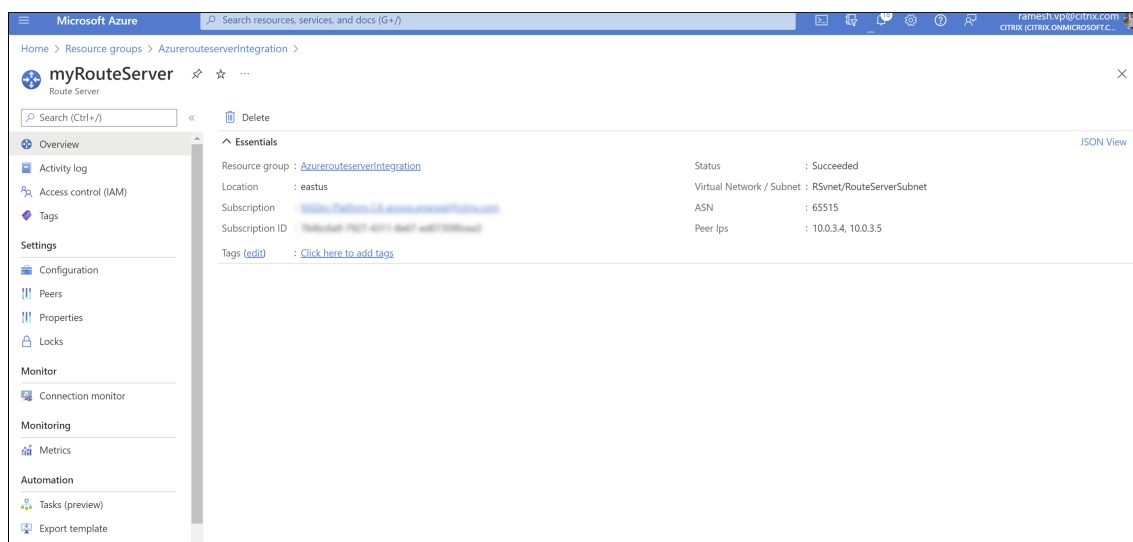 Microsoft Azure
Search resources, services, and docs (G+/)
18
ramesh.vp@citrix.com
CITRIX (CITRIX.ONMICROSOFT.C...
Home > Resource groups > AzurerouteserverIntegration >
myRouteServer
Route Server
Search (Ctrl+/)
Overview
Activity log
Access control (IAM)
Tags
Settings
Configuration
Peers
Properties
Locks
Monitor
Connection monitor
Monitoring
Metrics
Automation
Tasks (preview)
Export template
Delete
Essentials
JSON View
Resource group : AzurerouteserverIntegration
Location : eastus
Subscription
Subscription ID
Tags (edit) : Click here to add tags
Status : Succeeded
Virtual Network / Subnet : RSvnet/RouteServerSubnet
ASN : 65515
Peer Ips : 10.0.3.4, 10.0.3.5